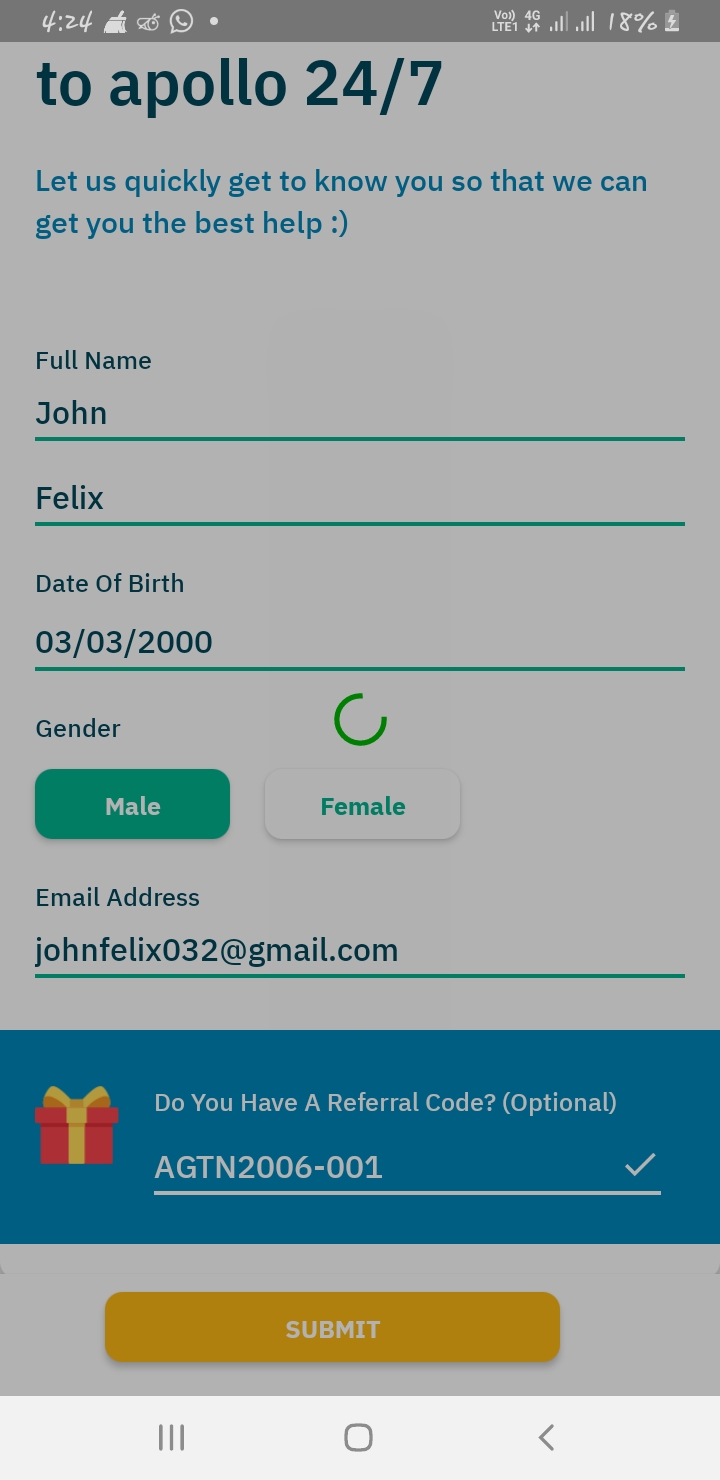 4:24 Vo) LTE1 4G 18%
to apollo 24/7
Let us quickly get to know you so that we can
get you the best help :)
Full Name
John
Felix
Date Of Birth
03/03/2000
Gender
Male Female
Email Address
johnfelix032@gmail.com
Do You Have A Referral Code? (Optional)
AGTN2006-001
SUBMIT